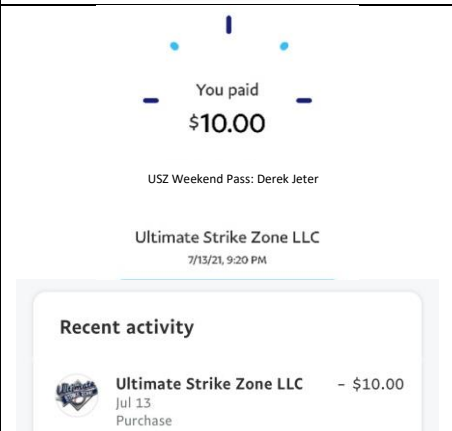 You paid
$10.00
USZ Weekend Pass: Derek Jeter
Ultimate Strike Zone LLC
7/13/21, 9:20 PM
Recent activity
Ultimate
Ultimate Strike Zone LLC - $10.00
Jul 13
Purchase